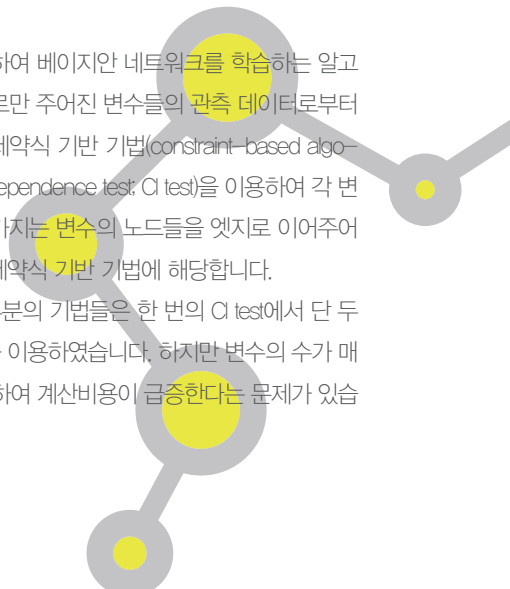 하여 베이지안 네트워크를 학습하는 알고
로만 주어진 변수들의 관측 데이터로부터
제약식 기반 기법(constraint-based algo-
ependence test; CI test)을 이용하여 각 변
가지는 변수의 노드들을 엣지로 이어주어
제약식 기반 기법에 해당합니다.
부분의 기법들은 한 번의 CI test에서 단 두
 이용하였습니다. 하지만 변수의 수가 매
하여 계산비용이 급증한다는 문제가 있습